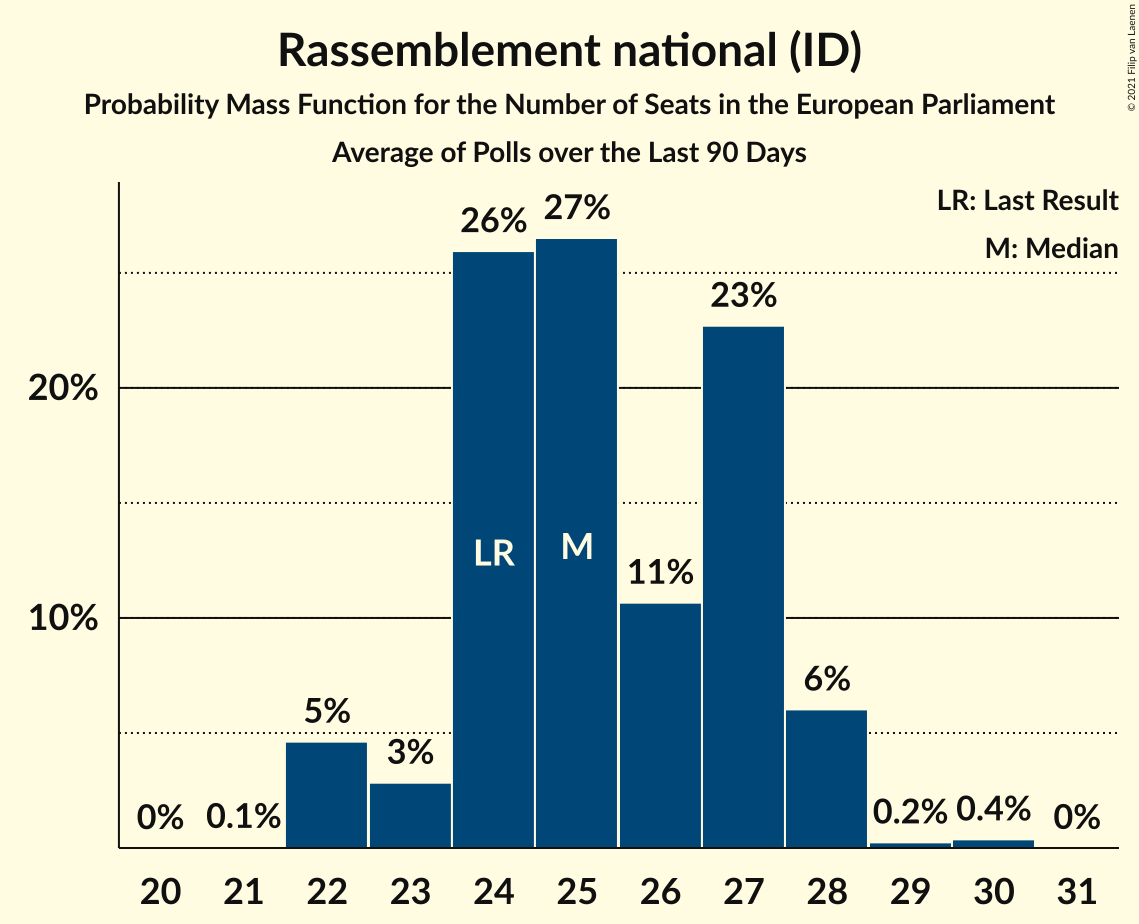 Rassemblement national (ID)
Probability Mass Function for the Number of Seats in the European Parliament
Average of Polls over the Last 90 Days
© 2021 Filip van Laenen
LR: Last Result
M: Median
26%
27%
23%
20%
LR
M
11%
10%
6%
5%
3%
0%
0.1%
0.2%
0.4%
0%
20 21 22 23 24 25 26 27 28 29 30 31